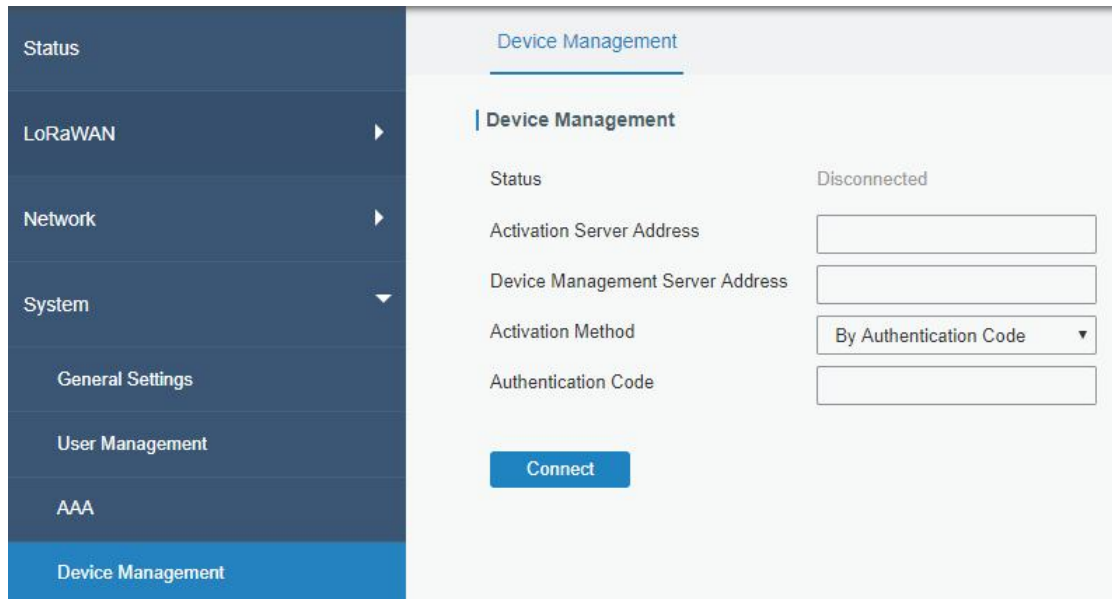 Status
LoRaWAN
Network
System
General Settings
User Management
AAA
Device Management
Device Management
Device Management
Status Disconnected
Activation Server Address
Device Management Server Address
Activation Method By Authentication Code
Authentication Code
Connect